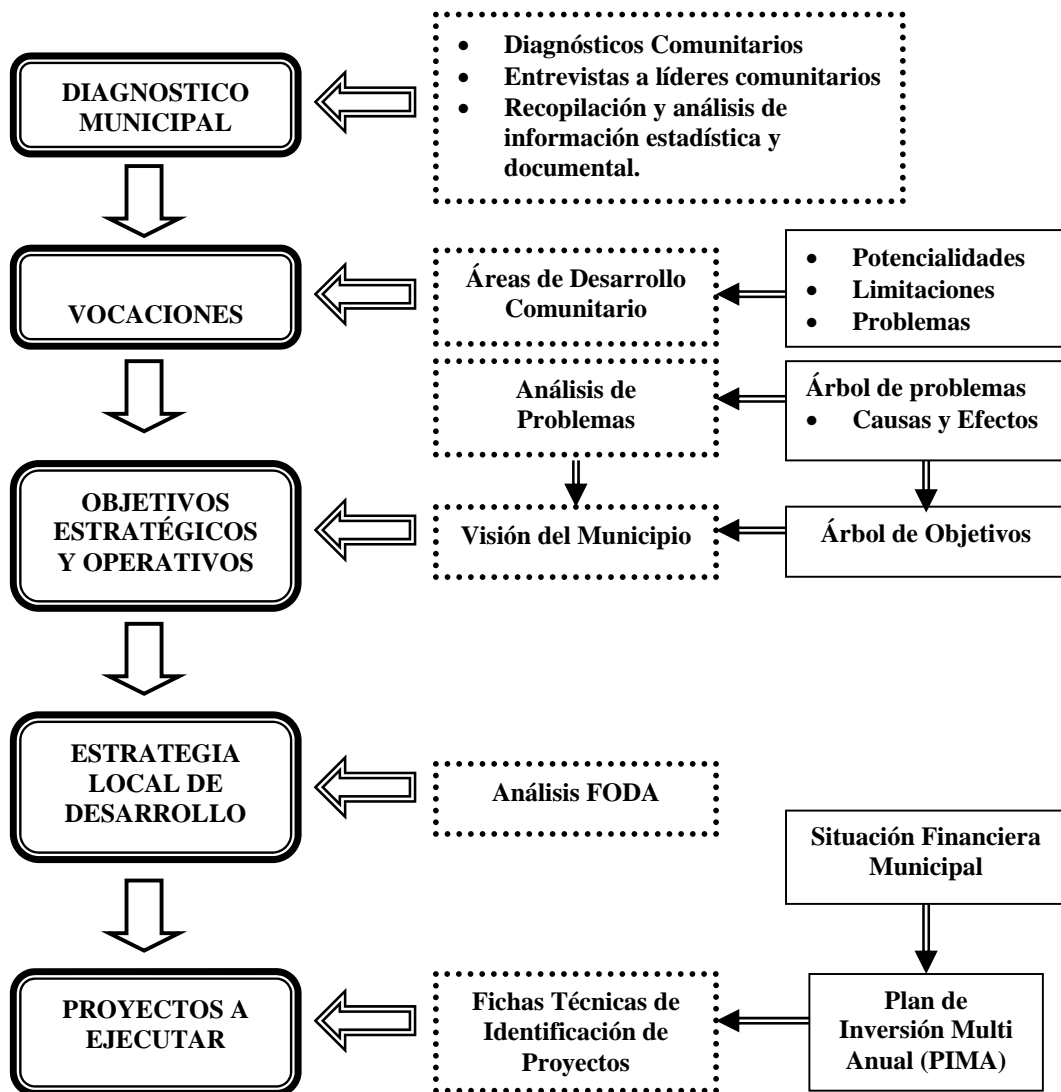 DIAGNOSTICO
MUNICIPAL
• Diagnósticos Comunitarios
• Entrevistas a líderes comunitarios
• Recopilación y análisis de
información estadística y
documental.
VOCACIONES
Áreas de Desarrollo
Comunitario
• Potencialidades
• Limitaciones
• Problemas
Análisis de
Problemas
Árbol de problemas
• Causas y Efectos
OBJETIVOS
ESTRATÉGICOS
Y OPERATIVOS
Visión del Municipio
Árbol de Objetivos
ESTRATEGIA
LOCAL DE
DESARROLLO
Análisis FODA
Situación Financiera
Municipal
PROYECTOS A
EJECUTAR
Fichas Técnicas de
Identificación de
Proyectos
Plan de
Inversión Multi
Anual (PIMA)